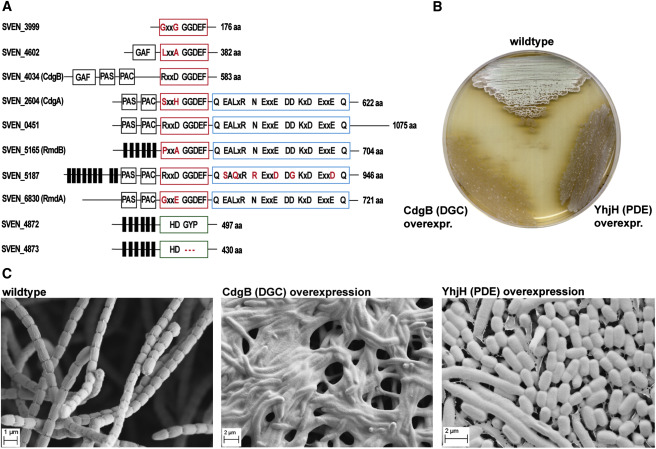 A
SVEN_3999 GxxG GGDEF 176 aa
SVEN_4602 GAF LxxA GGDEF 382 aa
SVEN_4034 (CdgB) GAF PAS PAC RxxD GGDEF 583 aa
SVEN_2604 (CdgA) PAS PAC SxxH GGDEF Q EALxR N ExxE DD KxD ExxE Q 622 aa
SVEN_0451 PAS PAC RxxD GGDEF Q EALxR N ExxE DD KxD ExxE Q 1075 aa
SVEN_5165 (RmdB) PxxA GGDEF Q EALxR N ExxE DD KxD ExxE Q 704 aa
SVEN_5187 PAS PAC RxxD GGDEF Q SAQxR R ExxD DG KxD ExxD Q 946 aa
SVEN_6830 (RmdA) PAS PAC GxxE GGDEF Q EALxR N ExxE DD KxD ExxE Q 721 aa
SVEN_4872 HD GYP 497 aa
SVEN_4873 HD --- 430 aa
B
wildtype
CdgB (DGC)
overexpr.
YhjH (PDE)
overexpr.
C
wildtype
1 µm
CdgB (DGC) overexpression
2 µm
YhjH (PDE) overexpression
2 µm